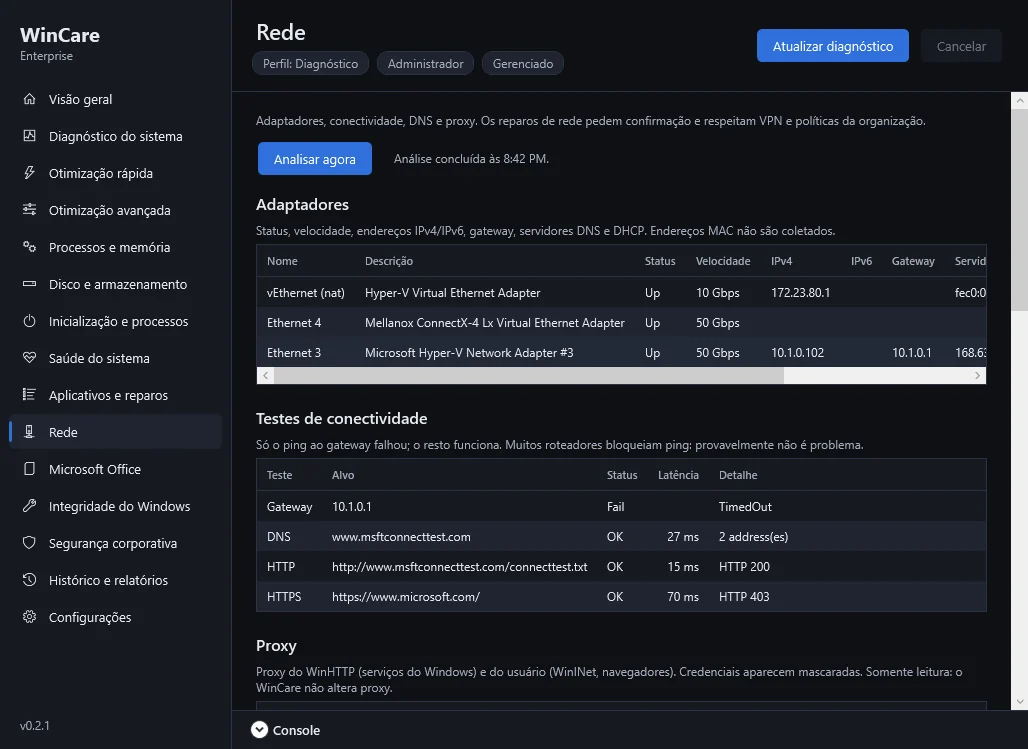 WinCare
Enterprise
Visão geral
Diagnóstico do sistema
Otimização rápida
Otimização avançada
Processos e memória
Disco e armazenamento
Inicialização e processos
Saúde do sistema
Aplicativos e reparos
Rede
Microsoft Office
Integridade do Windows
Segurança corporativa
Histórico e relatórios
Configurações
v0.2.1
Rede
Perfil: Diagnóstico Administrador Gerenciado
Atualizar diagnóstico Cancelar
Adaptadores, conectividade, DNS e proxy. Os reparos de rede pedem confirmação e respeitam VPN e políticas da organização.
Analisar agora Análise concluída às 8:42 PM.
Adaptadores
Status, velocidade, endereços IPv4/IPv6, gateway, servidores DNS e DHCP. Endereços MAC não são coletados.
Nome Descrição Status Velocidade IPv4 IPv6 Gateway Servid
vEthernet (nat) Hyper-V Virtual Ethernet Adapter Up 10 Gbps 172.23.80.1 fec0:0
Ethernet 4 Mellanox ConnectX-4 Lx Virtual Ethernet Adapter Up 50 Gbps
Ethernet 3 Microsoft Hyper-V Network Adapter #3 Up 50 Gbps 10.1.0.102 10.1.0.1 168.63
Testes de conectividade
Só o ping ao gateway falhou; o resto funciona. Muitos roteadores bloqueiam ping: provavelmente não é problema.
Teste Alvo Status Latência Detalhe
Gateway 10.1.0.1 Fail TimedOut
DNS www.msftconnecttest.com OK 27 ms 2 address(es)
HTTP http://www.msftconnecttest.com/connecttest.txt OK 15 ms HTTP 200
HTTPS https://www.microsoft.com/ OK 70 ms HTTP 403
Proxy
Proxy do WinHTTP (serviços do Windows) e do usuário (WinINet, navegadores). Credenciais aparecem mascaradas. Somente leitura: o
WinCare não altera proxy.
Console